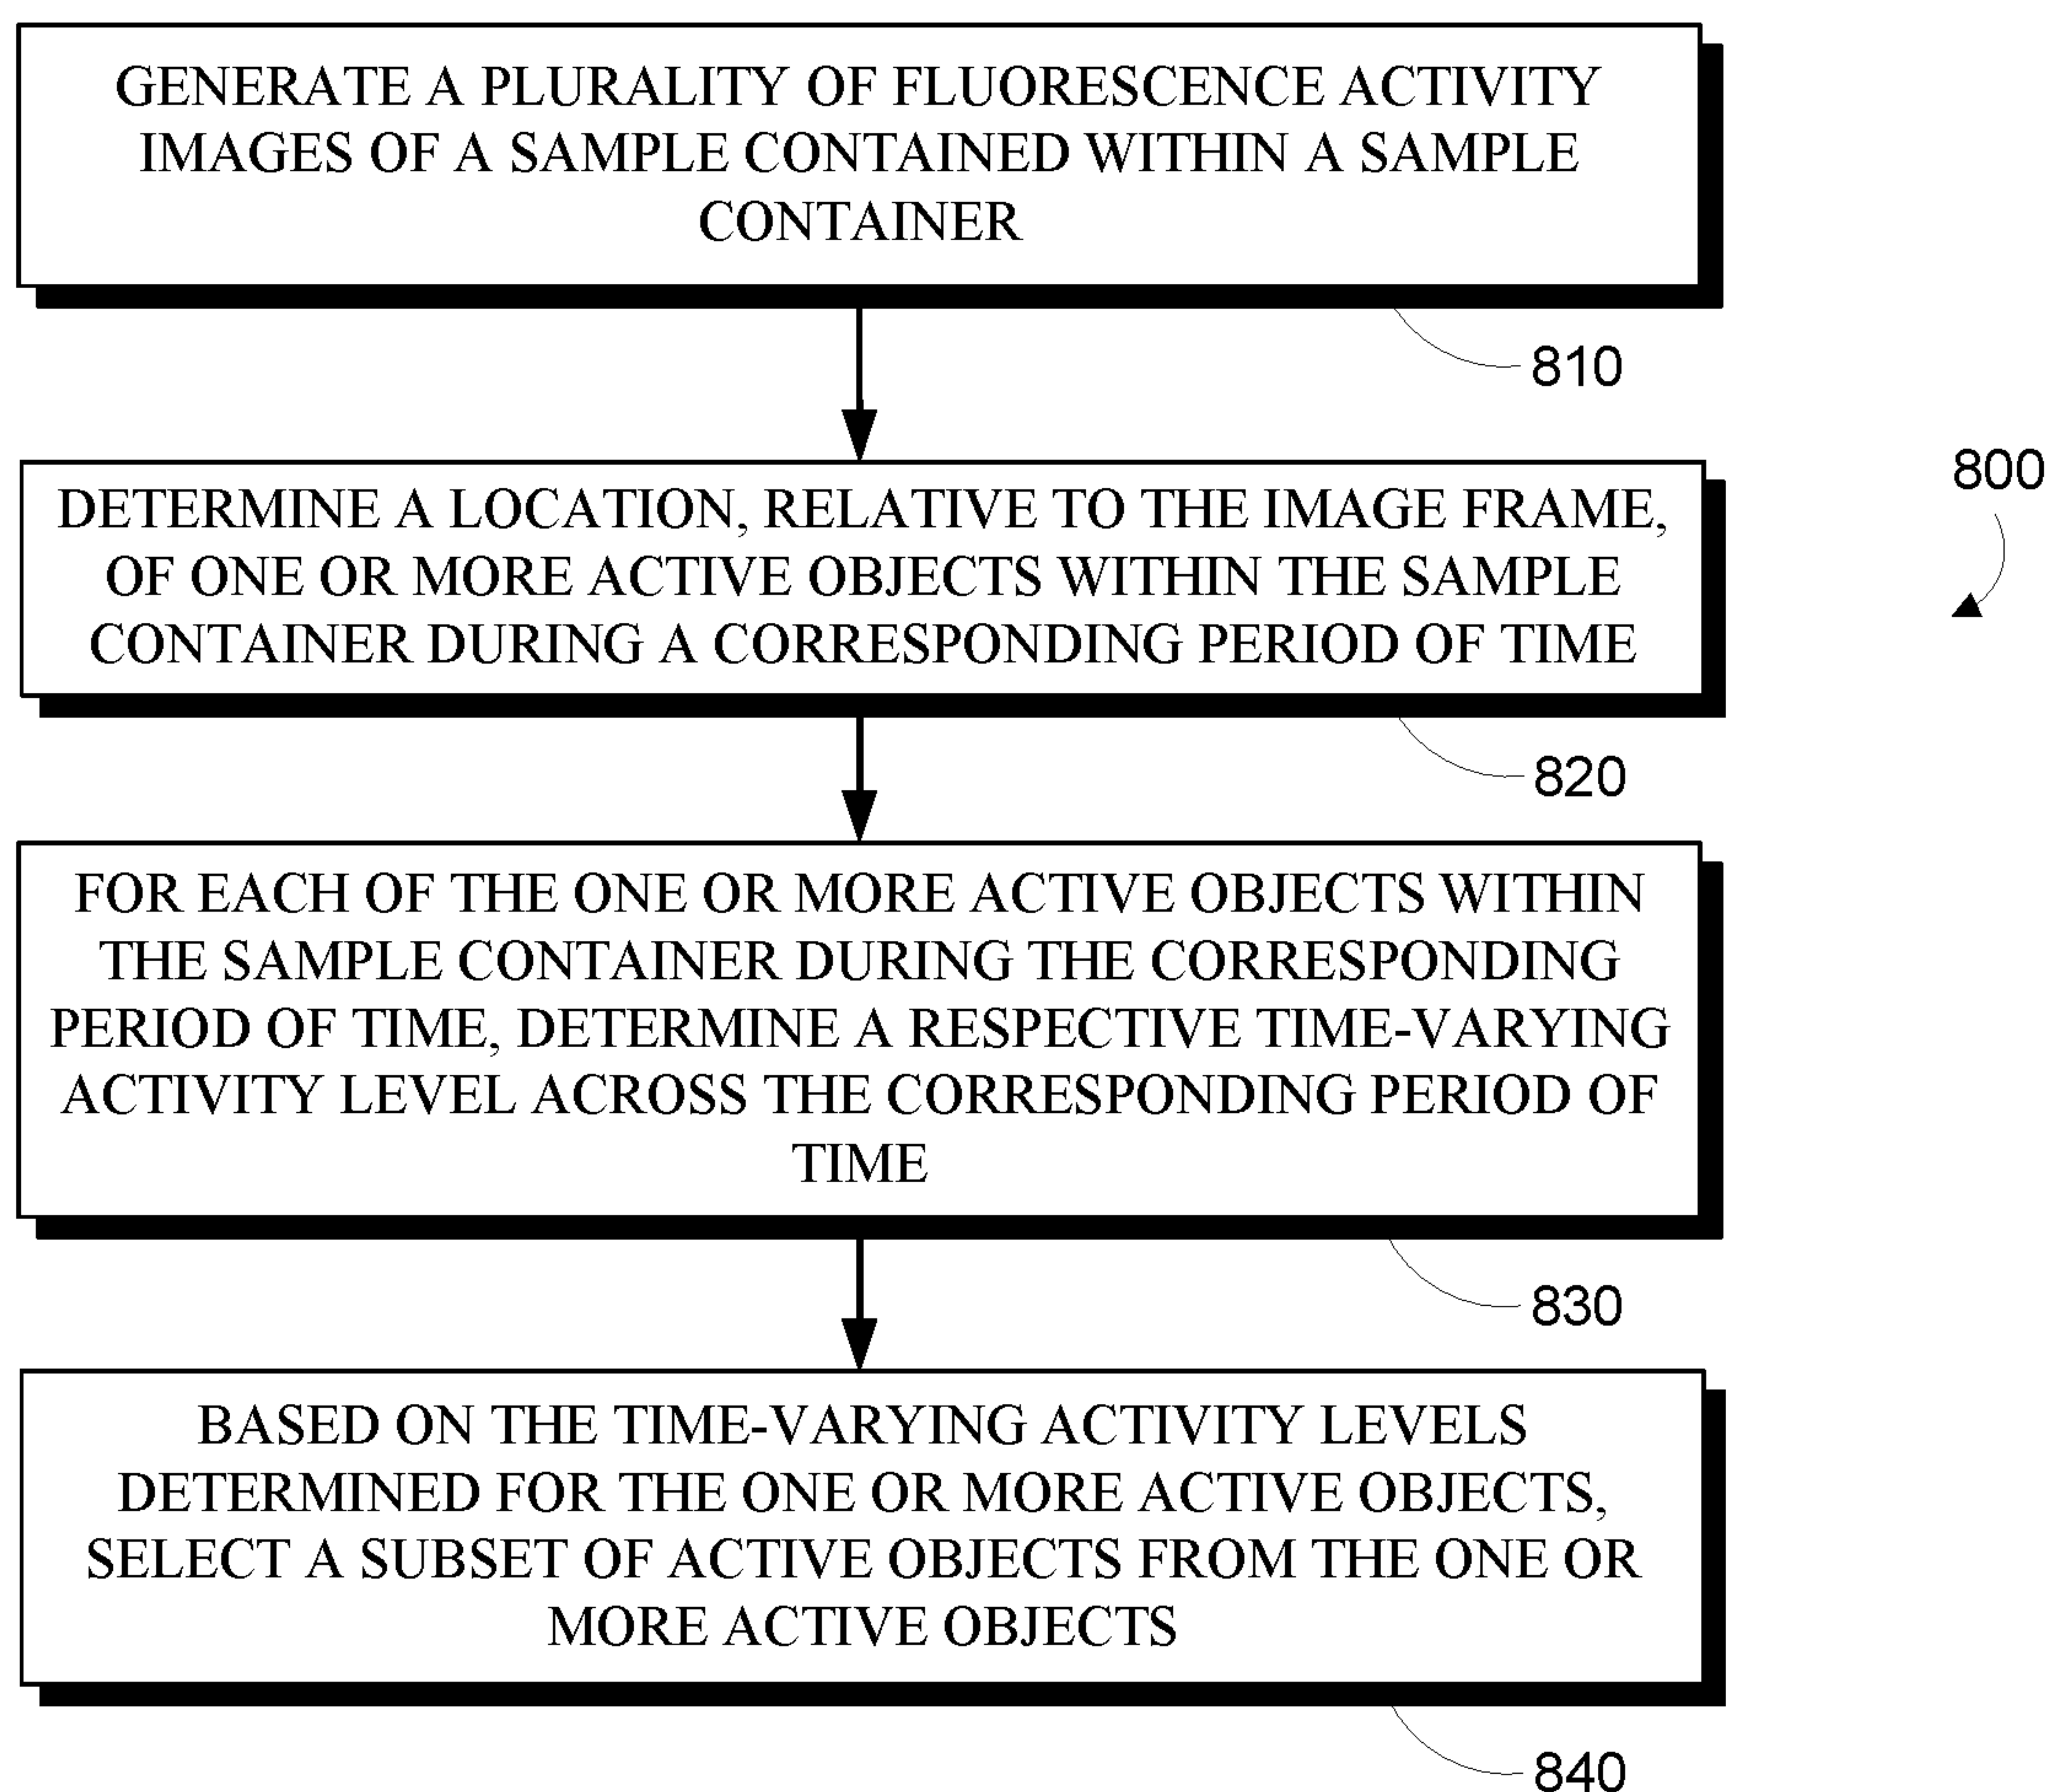 GENERATE A PLURALITY OF FLUORESCENCE ACTIVITY
IMAGES OF A SAMPLE CONTAINED WITHIN A SAMPLE
CONTAINER
810
800
DETERMINE A LOCATION, RELATIVE TO THE IMAGE FRAME,
OF ONE OR MORE ACTIVE OBJECTS WITHIN THE SAMPLE
CONTAINER DURING A CORRESPONDING PERIOD OF TIME
820
FOR EACH OF THE ONE OR MORE ACTIVE OBJECTS WITHIN
THE SAMPLE CONTAINER DURING THE CORRESPONDING
PERIOD OF TIME, DETERMINE A RESPECTIVE TIME-VARYING
ACTIVITY LEVEL ACROSS THE CORRESPONDING PERIOD OF
TIME
830
BASED ON THE TIME-VARYING ACTIVITY LEVELS
DETERMINED FOR THE ONE OR MORE ACTIVE OBJECTS,
SELECT A SUBSET OF ACTIVE OBJECTS FROM THE ONE OR
MORE ACTIVE OBJECTS
840